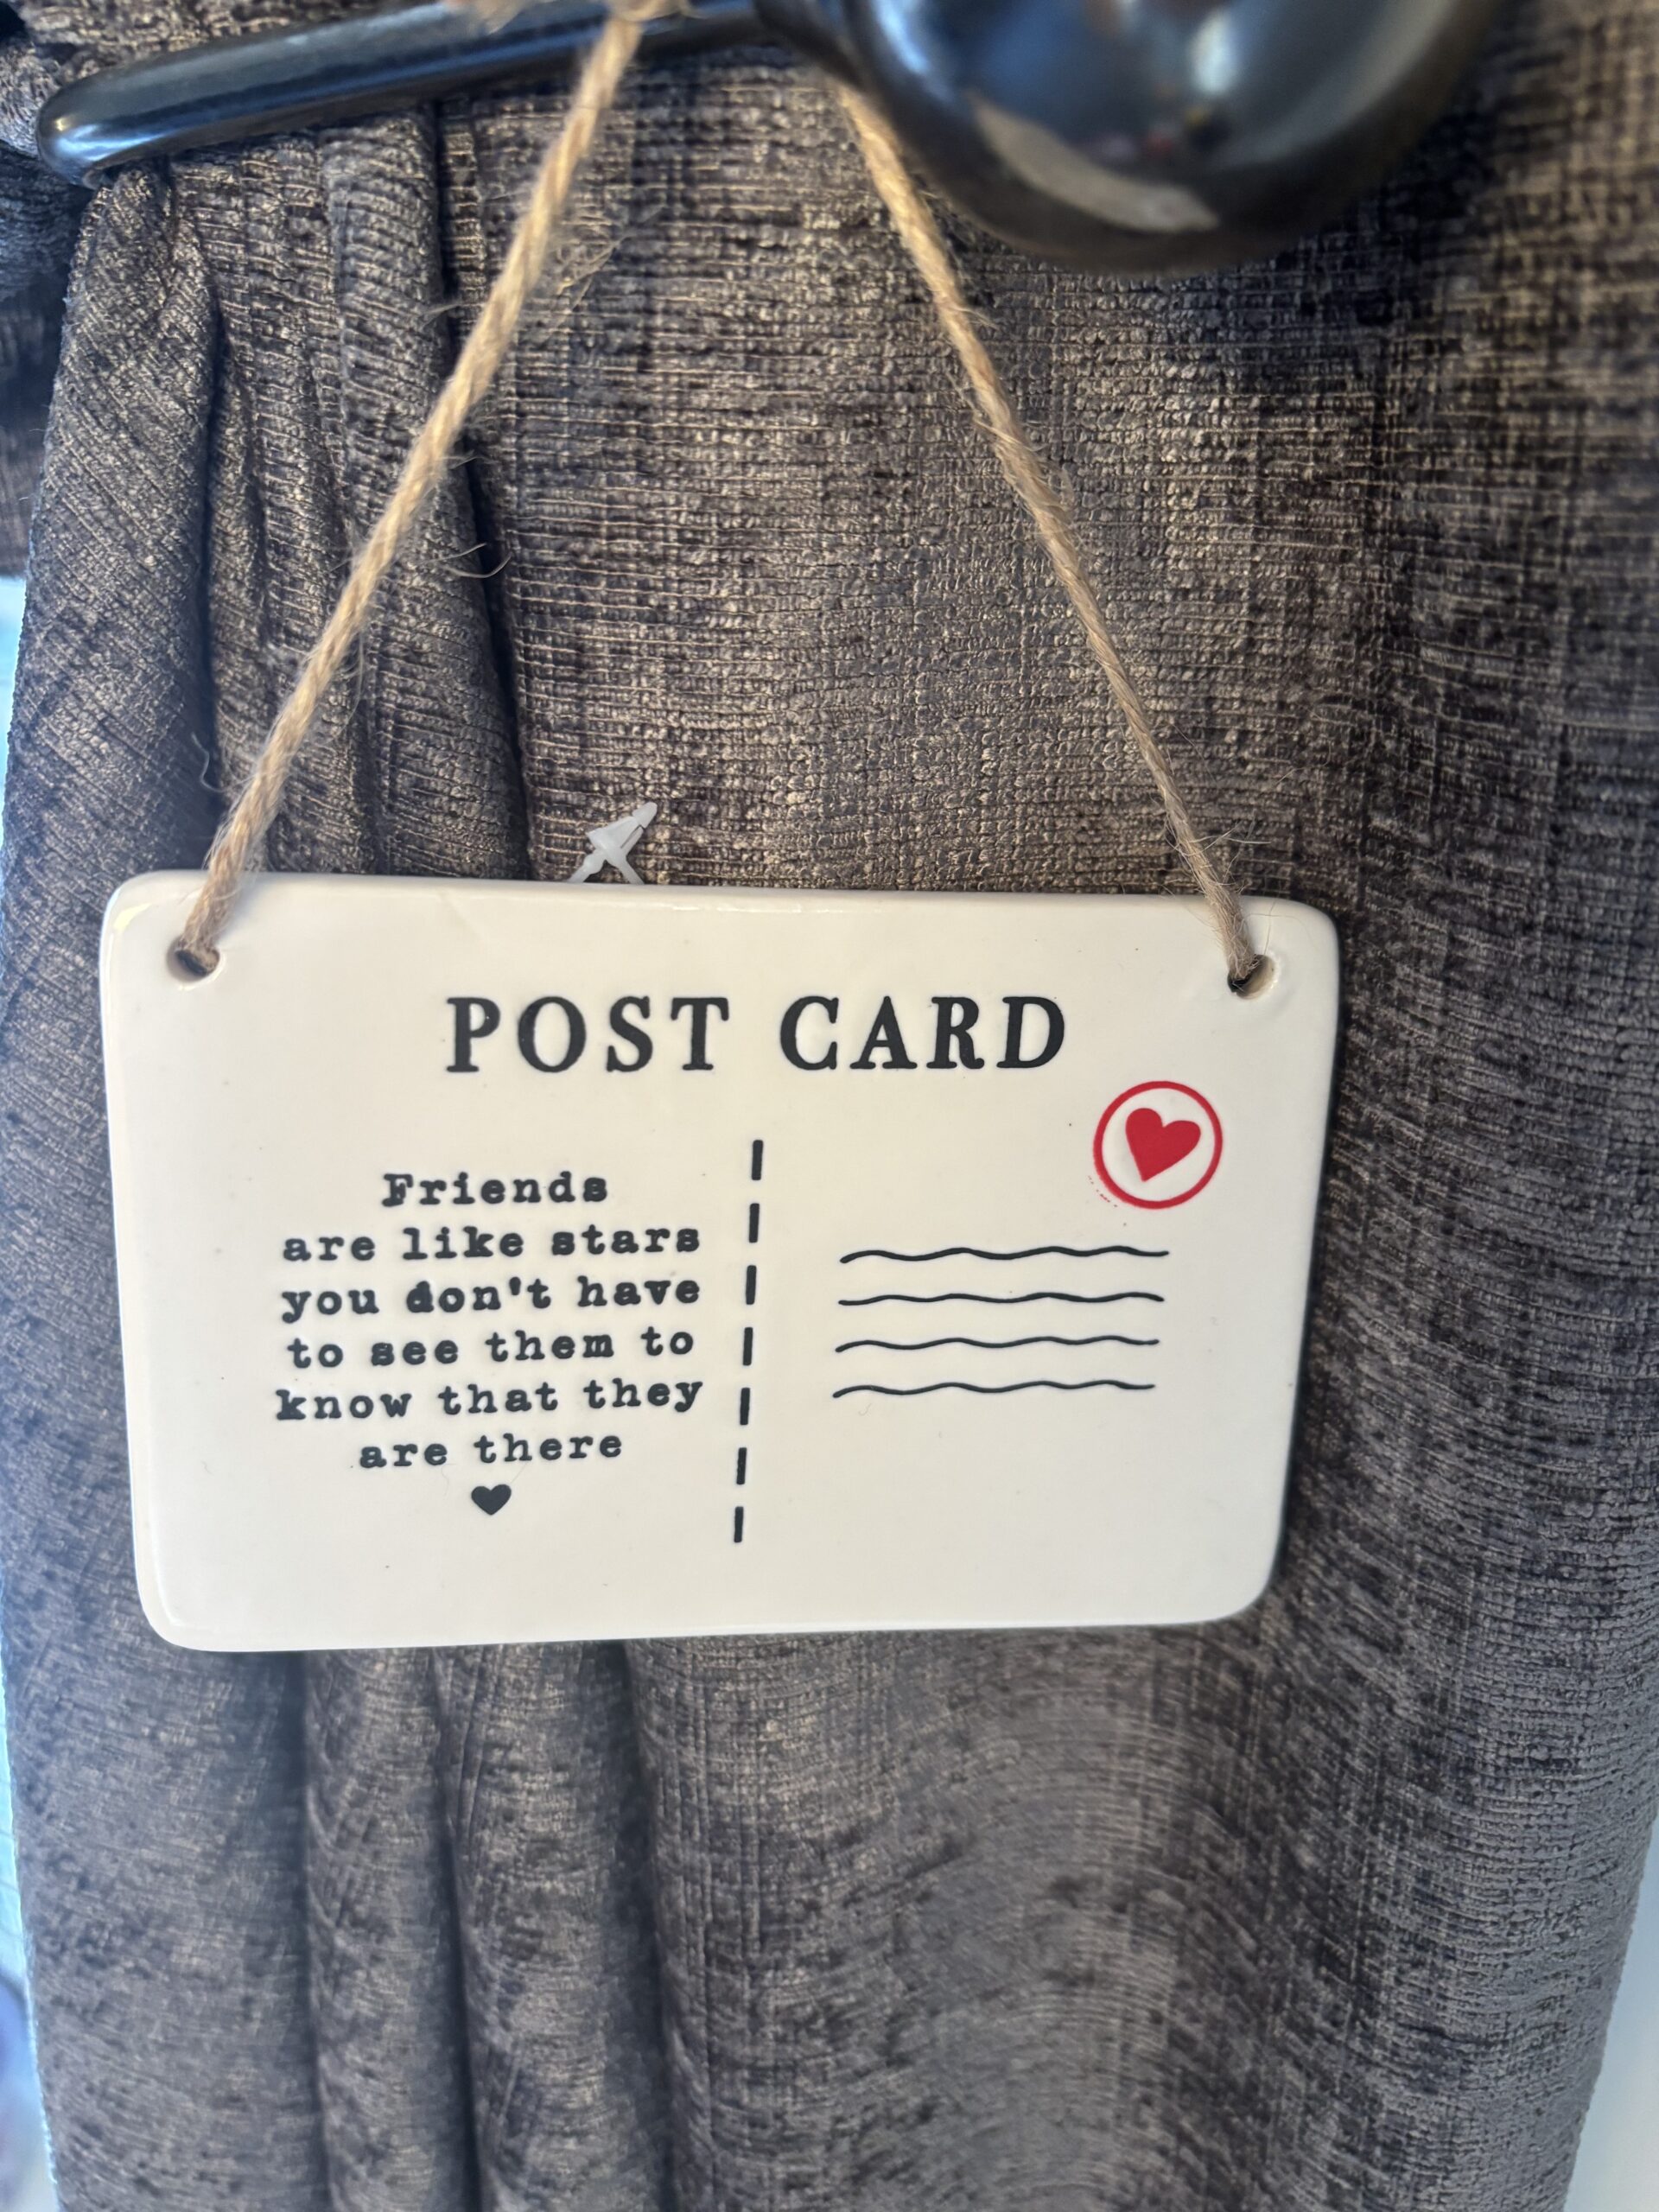 POST CARD
Friends
are like stars
you don't have
to see them to
know that they
are there